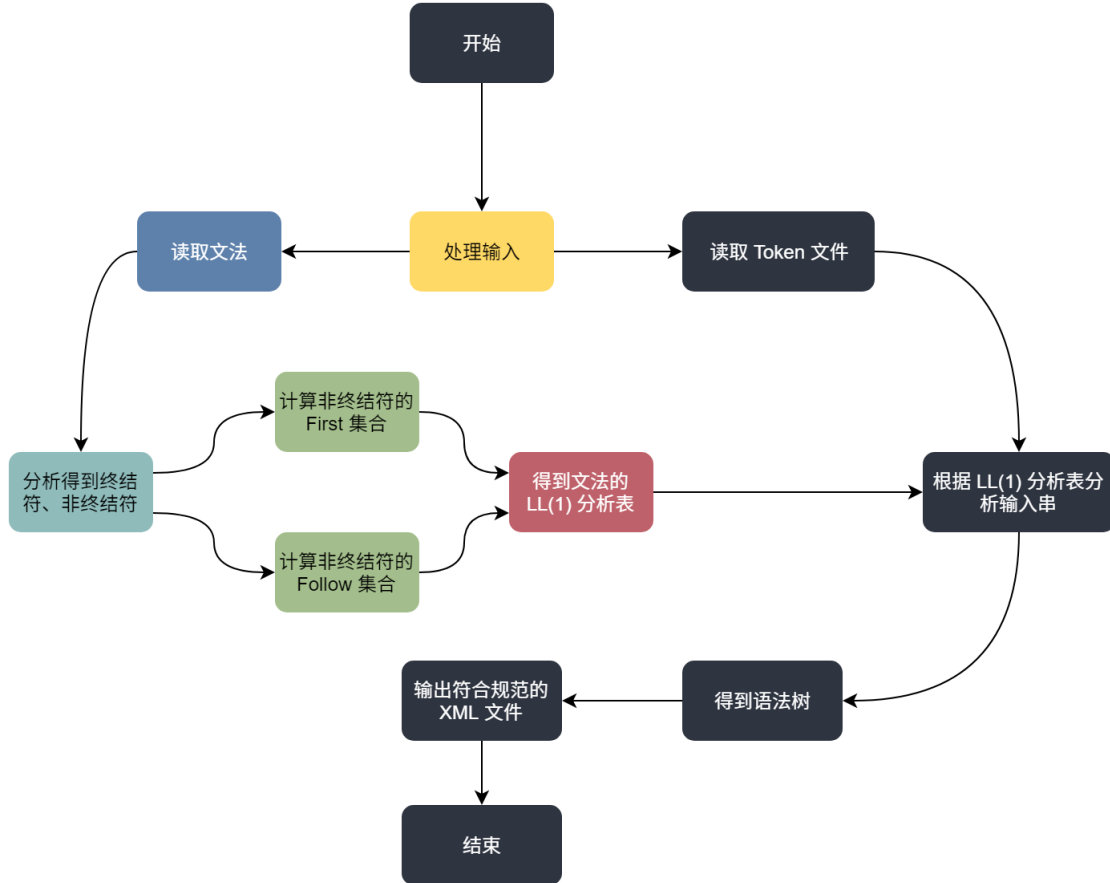 开始
读取文法
处理输入
读取 Token 文件
计算非终结符的
First 集合
分析得到终结
符、非终结符
得到文法的
LL(1) 分析表
根据 LL(1) 分析表分
析输入串
计算非终结符的
Follow 集合
输出符合规范的
XML 文件
得到语法树
结束